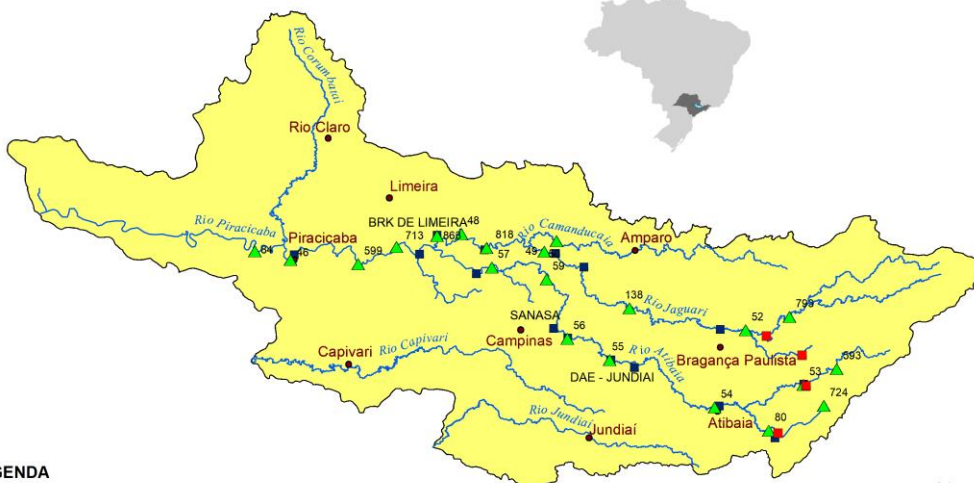 Rio Corumbataí
Rio Claro
Limeira
Rio Piracicaba
Piracicaba
BRK DE LIMEIRA
48
Rio Camanducaia
Amparo
713
818
84
46
599
57
49
59
138
Rio Jaguari
52
799
SANASA
Campinas
56
Capivari
Rio Capivari
55
Rio Atibaia
Bragança Paulista
DAE - JUNDIAI
53
593
54
724
Atibaia
80
Rio Jundiaí
Jundiaí
GENDA